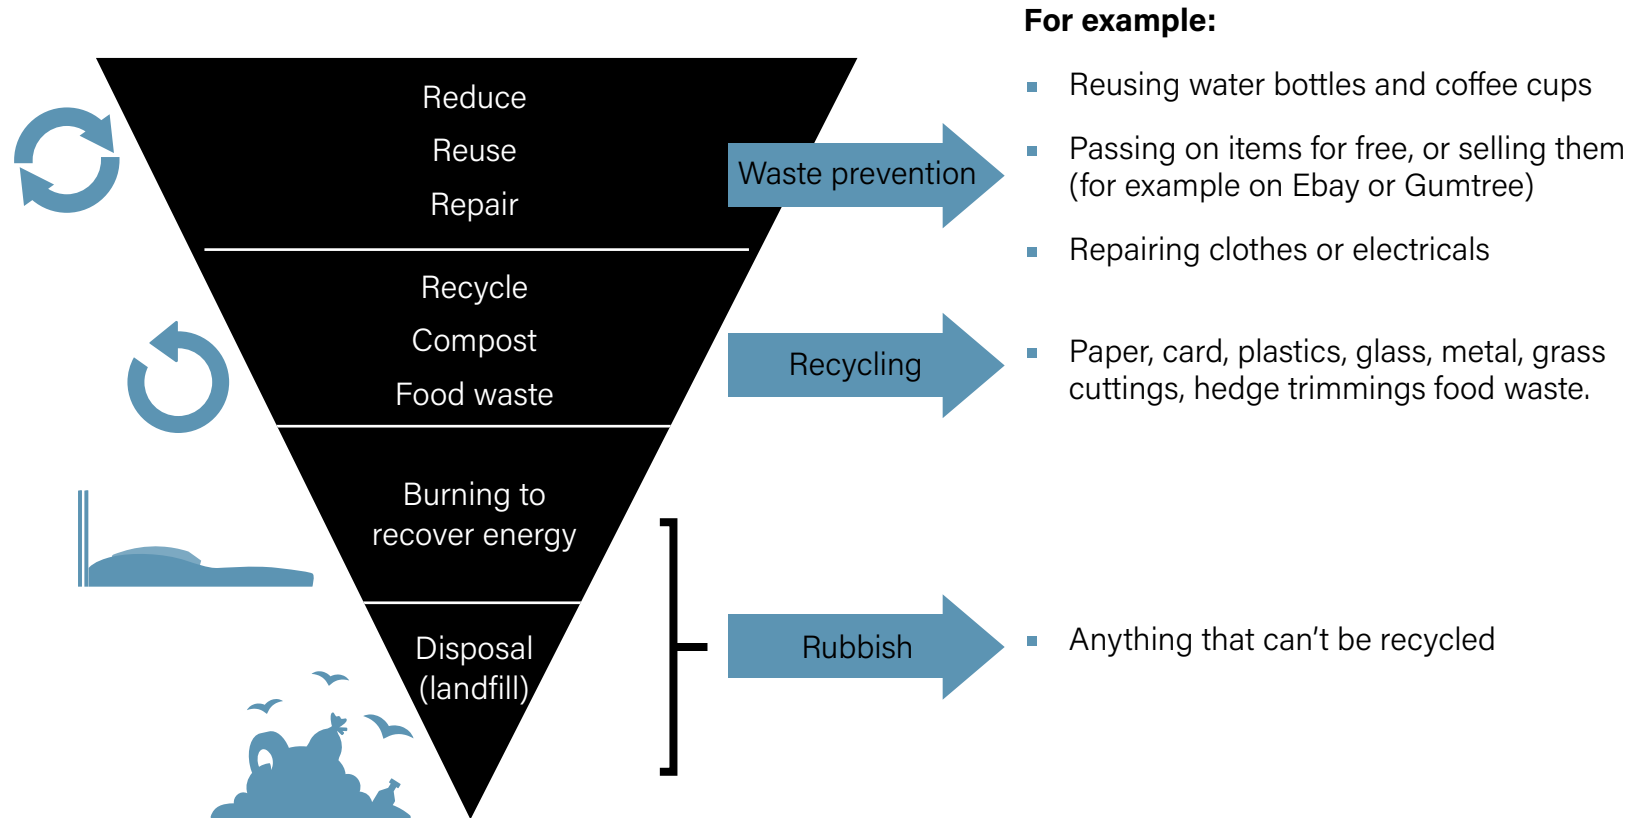 For example:
Reduce
Reuse
Repair
Waste prevention
Reusing water bottles and coffee cups
Passing on items for free, or selling them
(for example on Ebay or Gumtree)
Repairing clothes or electricals
Recycle
Compost
Food waste
Recycling
Paper, card, plastics, glass, metal, grass
cuttings, hedge trimmings food waste.
Burning to
recover energy
Disposal
(landfill)
Rubbish
Anything that can’t be recycled